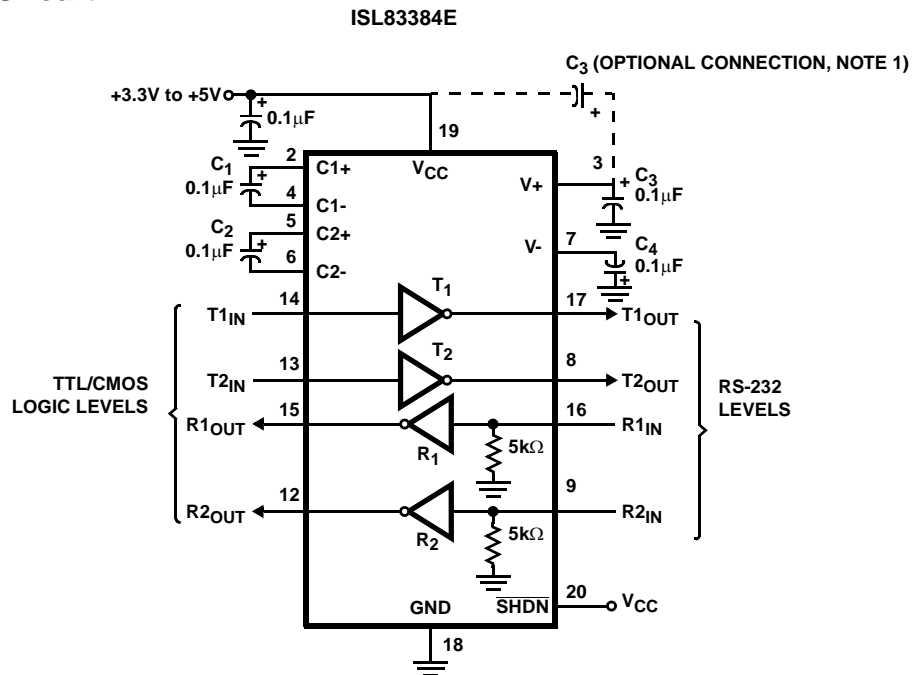 ISL83384E
C3 (OPTIONAL CONNECTION, NOTE 1)
+3.3V to +5V
+
0.1μF
+
19
VCC
2
C1+
C1
0.1μF
+
4
C1-
5
C2+
C2
0.1μF
+
6
C2-
3
V+
+
C3
0.1μF
7
V-
C4
0.1μF
+
T1
14
T1IN
17
T1OUT
T2
13
T2IN
8
T2OUT
TTL/CMOS
LOGIC LEVELS
RS-232
LEVELS
15
R1OUT
16
R1IN
R1
5kΩ
12
R2OUT
9
R2IN
R2
5kΩ
GND
SHDN
20
VCC
18